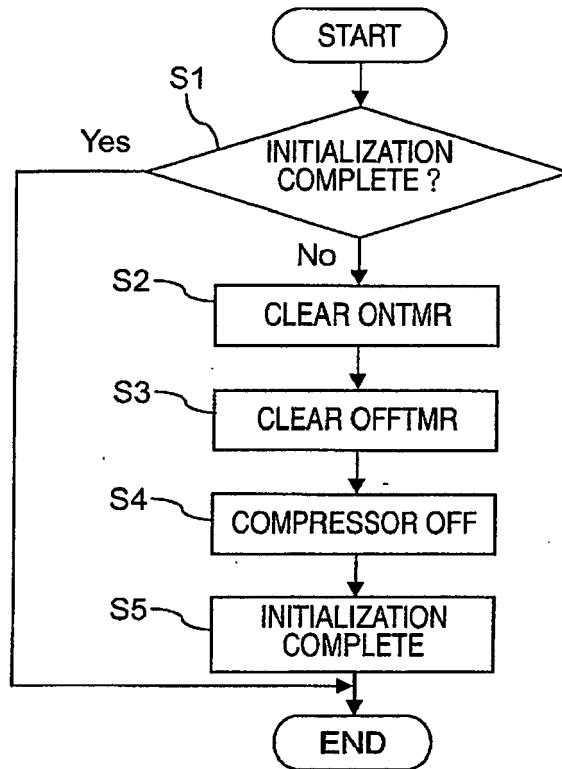 START
S1
Yes
INITIALIZATION
COMPLETE ?
No
S2
CLEAR ONTMR
S3
CLEAR OFFTMR
S4
COMPRESSOR OFF
S5
INITIALIZATION
COMPLETE
END